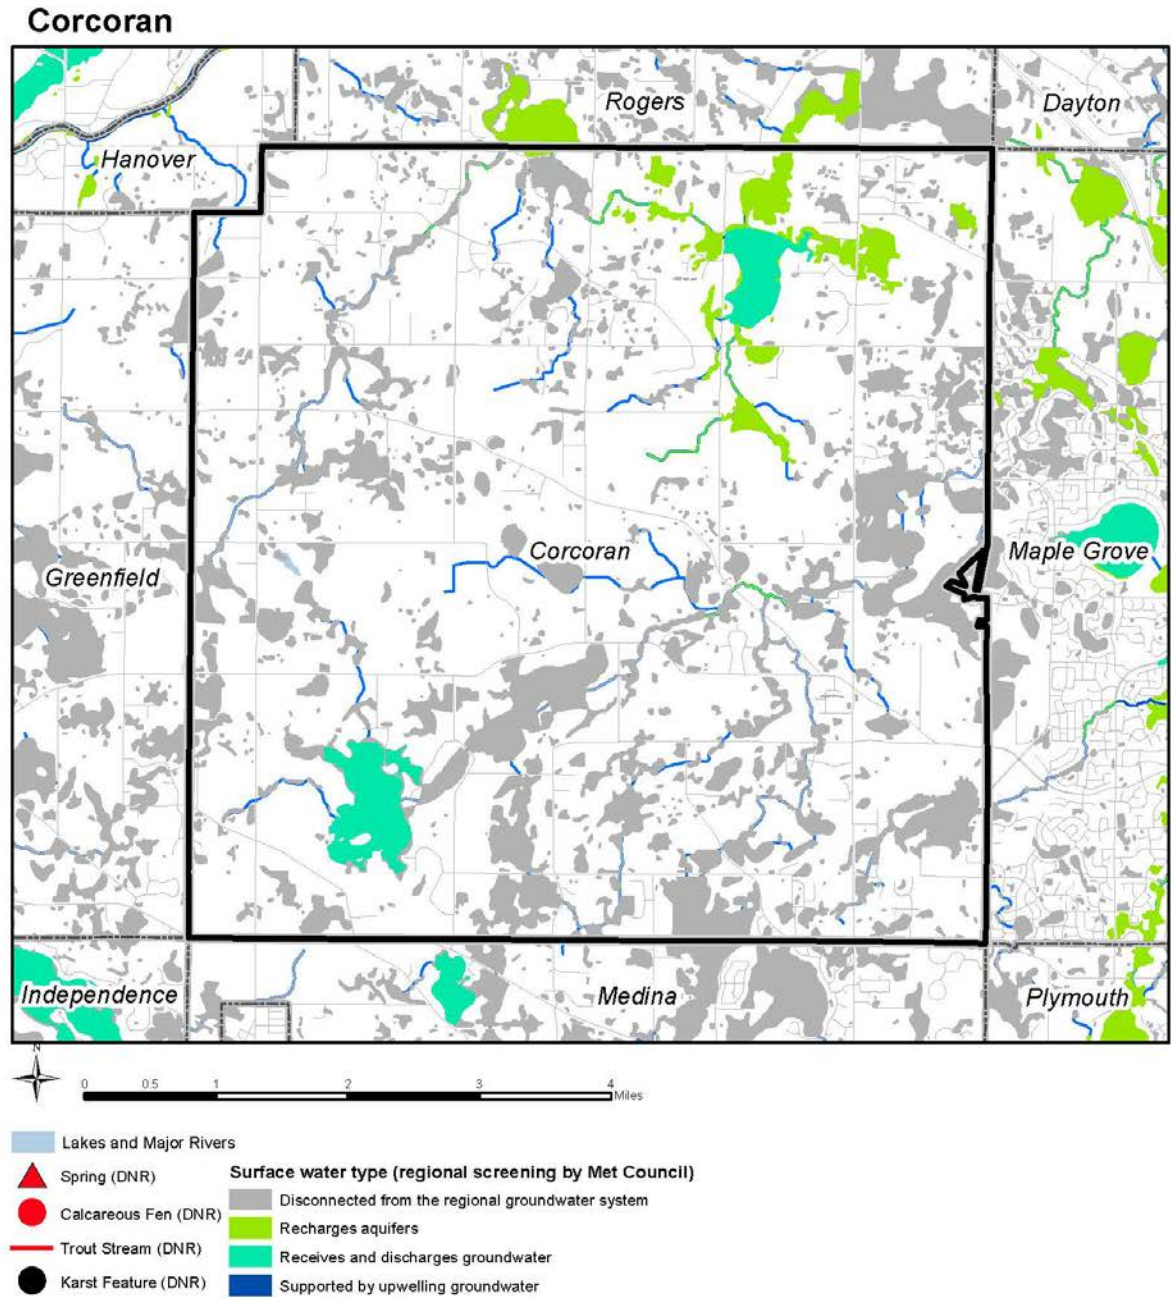 Corcoran
Rogers
Dayton
Hanover
Corcoran
Maple Grove
Greenfield
Independence
Medina
Plymouth
N
0 0.5 1 2 3 4
Miles
Lakes and Major Rivers
Spring (DNR)
Calcareous Fen (DNR)
Trout Stream (DNR)
Karst Feature (DNR)
Surface water type (regional screening by Met Council)
Disconnected from the regional groundwater system
Recharges aquifers
Receives and discharges groundwater
Supported by upwelling groundwater